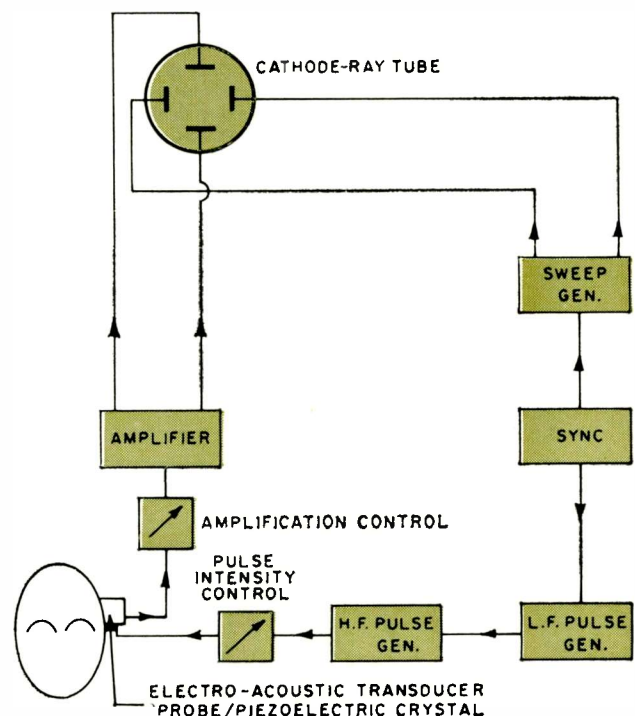 CATHODE-RAY TUBE
SWEEP
GEN.
AMPLIFIER
SYNC
AMPLIFICATION CONTROL
PULSE
INTENSITY
CONTROL
H.F. PULSE
GEN.
L.F. PULSE
GEN.
ELECTRO-ACOUSTIC TRANSDUCER
PROBE/PIEZOELECTRIC CRYSTAL